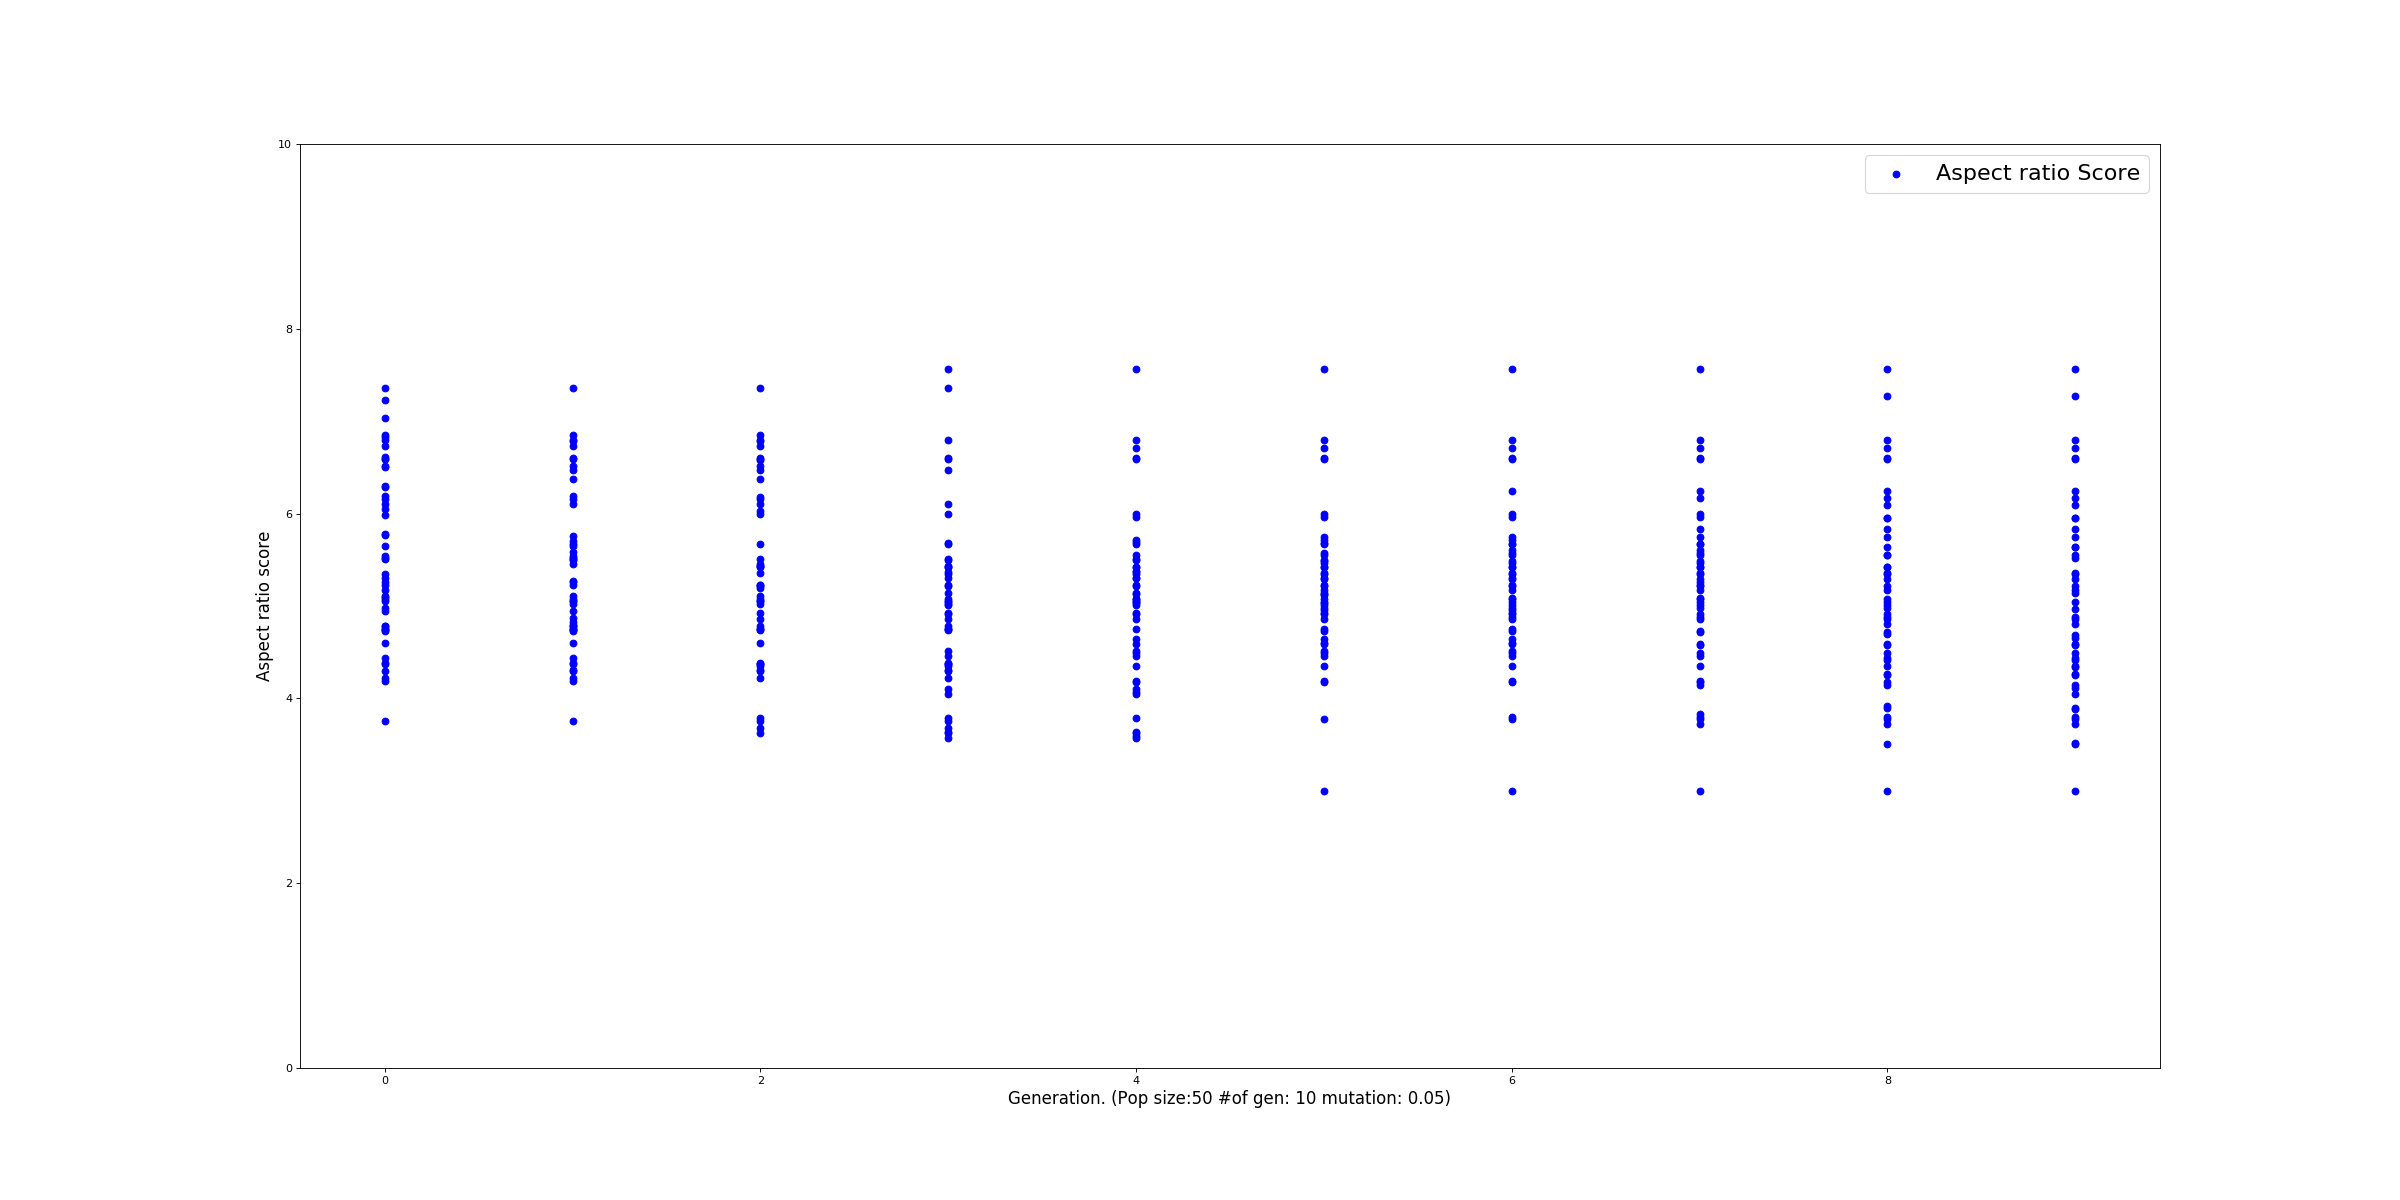 10
Aspect ratio Score
8
6
Aspect ratio score
4
2
0
0 2 4 6 8
Generation. (Pop size:50 #of gen: 10 mutation: 0.05)